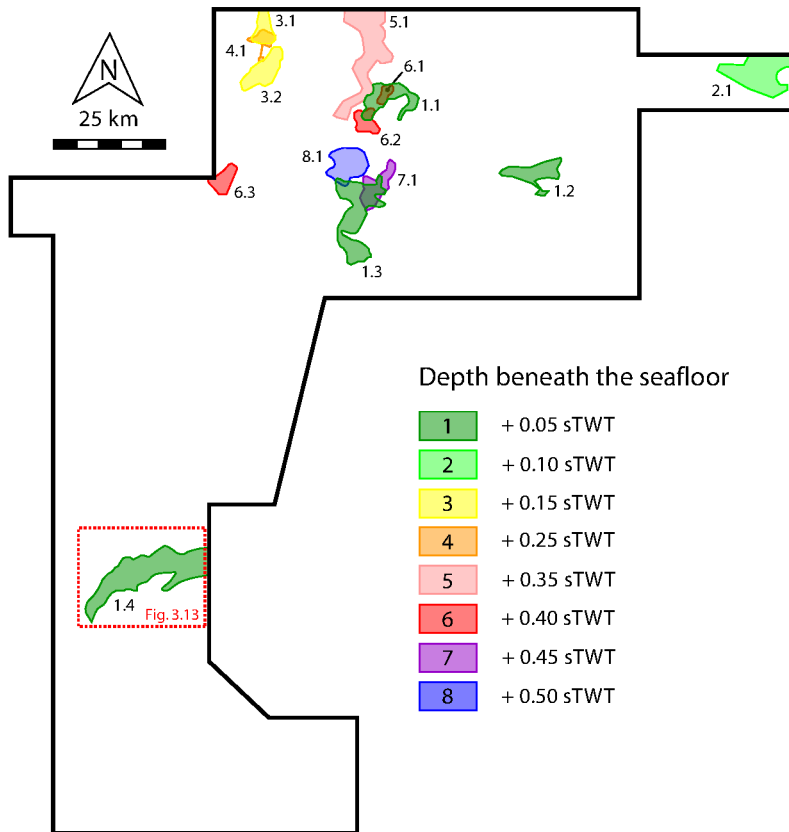 3.1
5.1
4.1
6.1
N
3.2
1.1
2.1
25 km
6.2
8.1
7.1
6.3
1.2
1.3
Depth beneath the seafloor
1 + 0.05 sTWT
2 + 0.10 sTWT
3 + 0.15 sTWT
4 + 0.25 sTWT
5 + 0.35 sTWT
6 + 0.40 sTWT
7 + 0.45 sTWT
8 + 0.50 sTWT
1.4
Fig. 3.13